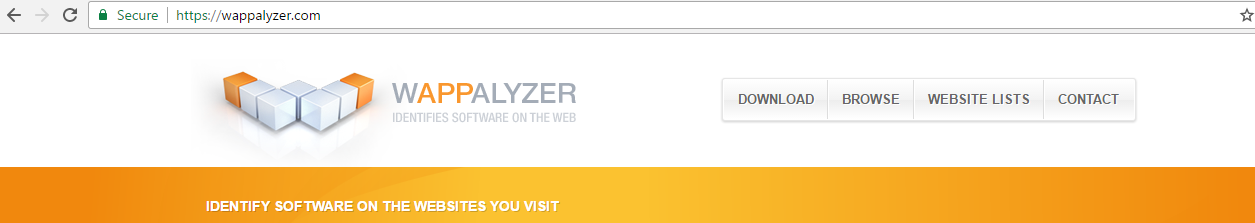 Secure https://wappalyzer.com
WAPPALYZER
IDENTIFIES SOFTWARE ON THE WEB
DOWNLOAD BROWSE WEBSITE LISTS CONTACT
IDENTIFY SOFTWARE ON THE WEBSITES YOU VISIT